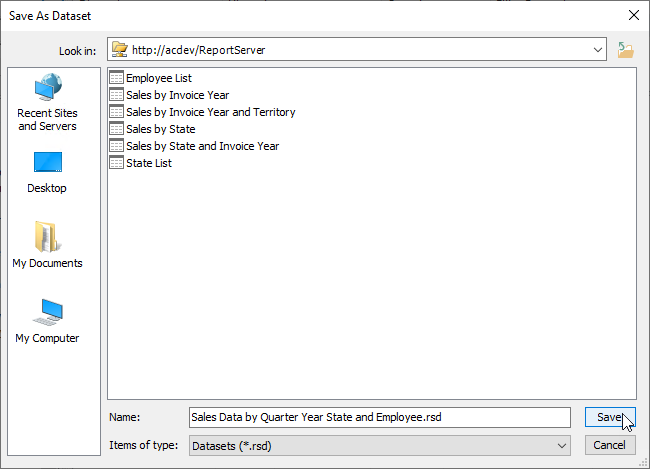 Save As Dataset
Look in:
http://acdev/ReportServer
Recent Sites
and Servers
Desktop
My Documents
My Computer
Employee List
Sales by Invoice Year
Sales by Invoice Year and Territory
Sales by State
Sales by State and Invoice Year
State List
Name:
Sales Data by Quarter Year State and Employee.rsd
Save
Items of type:
Datasets (*.rsd)
Cancel